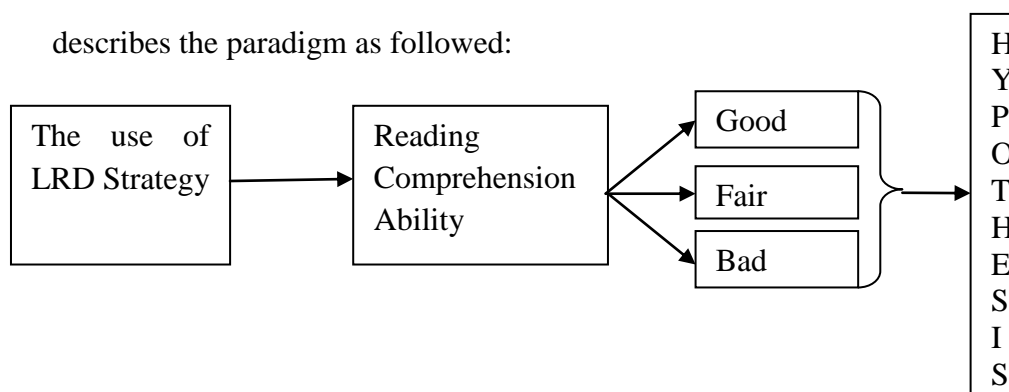 describes the paradigm as followed:
The use of
LRD Strategy
Reading
Comprehension
Ability
Good
Fair
Bad
H
Y
P
O
T
H
E
S
I
S